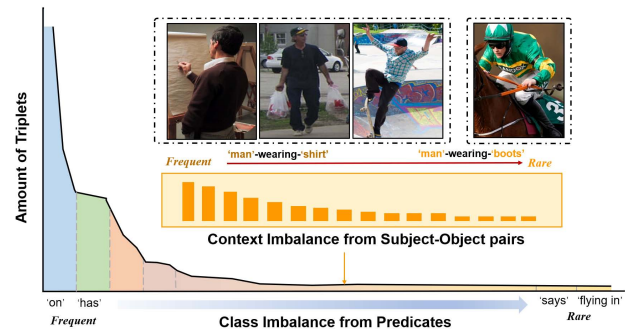 'man'-wearing-'shirt'
'man'-wearing-'boots'
Frequent
Rare
Context Imbalance from Subject-Object pairs
Amount of Triplets
'on'
'has'
'says'
'flying in'
Frequent
Rare
Class Imbalance from Predicates